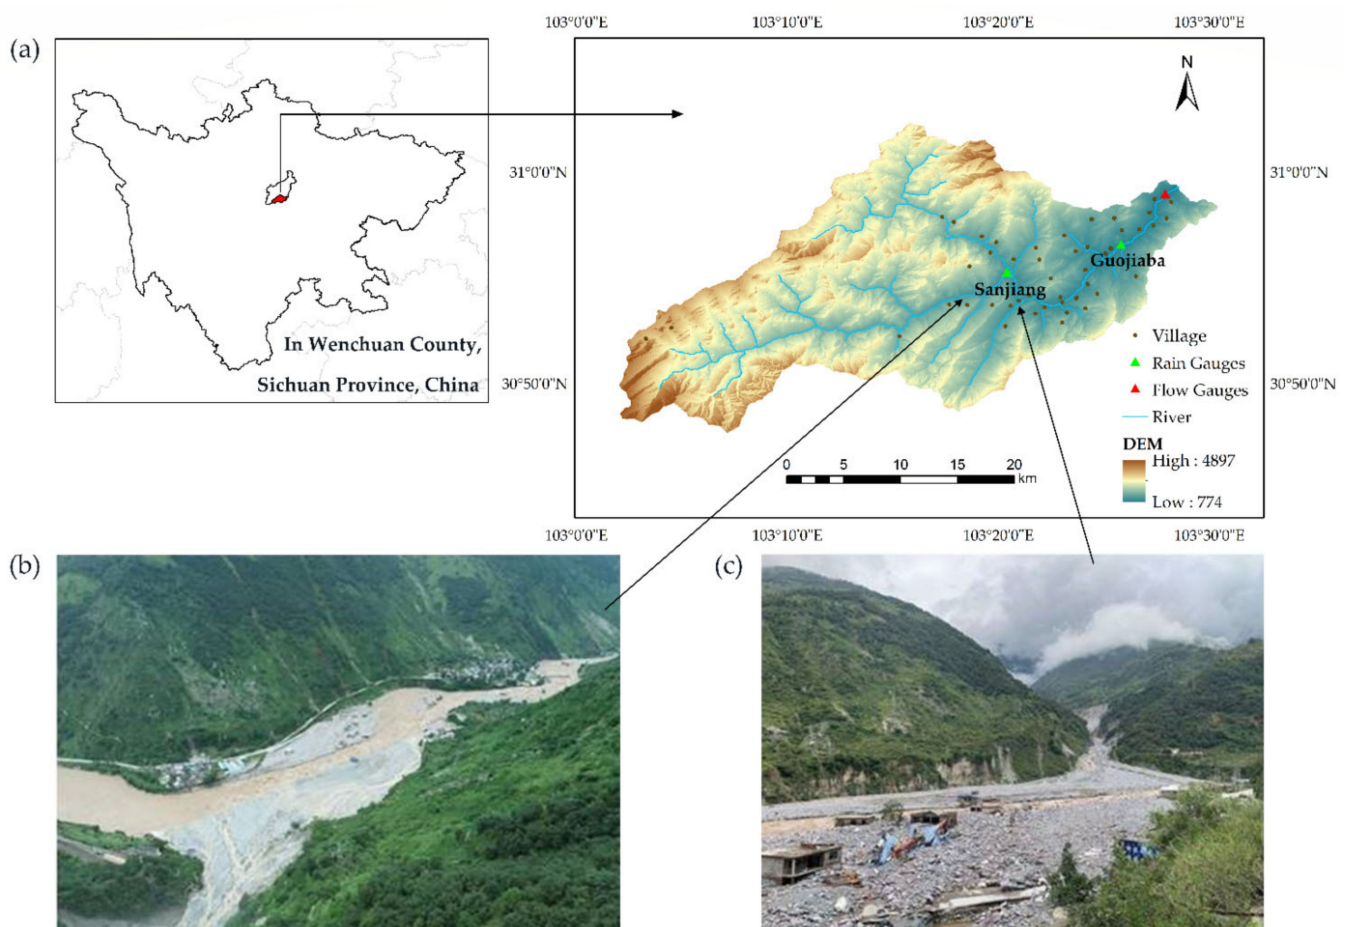 (a)
In Wenchuan County,
Sichuan Province, China
103°0'0"E 103°10'0"E 103°20'0"E 103°30'0"E
N
31°0'0"N 31°0'0"N
Guojiaba
Sanjiang
Village
Rain Gauges
Flow Gauges
River
DEM
High : 4897
Low : 774
30°50'0"N 30°50'0"N
0 5 10 15 20
km
103°0'0"E 103°10'0"E 103°20'0"E 103°30'0"E
(b)
(c)